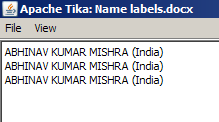 Apache Tika: Name labels.docx
File View
ABHINAV KUMAR MISHRA (India)
ABHINAV KUMAR MISHRA (India)
ABHINAV KUMAR MISHRA (India)